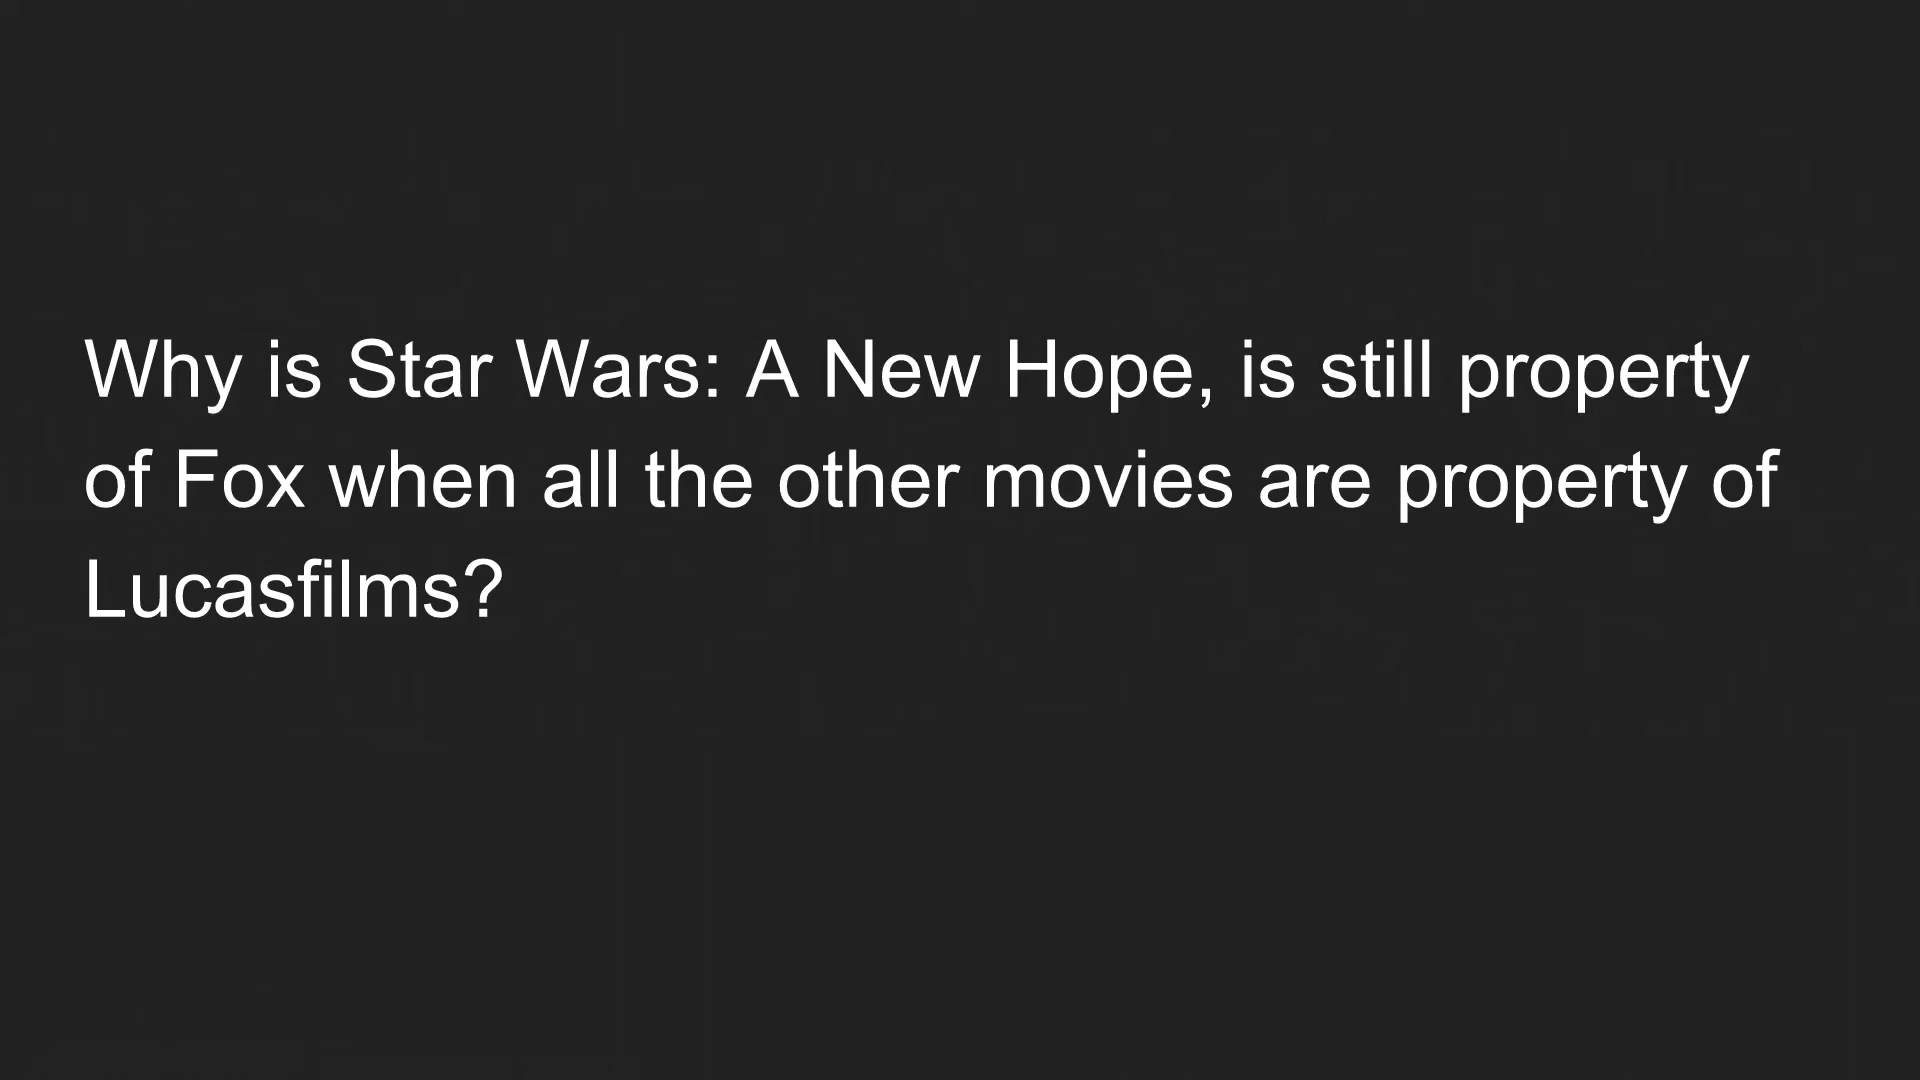 Why is Star Wars: A New Hope, is still property
of Fox when all the other movies are property of
Lucasfilms?